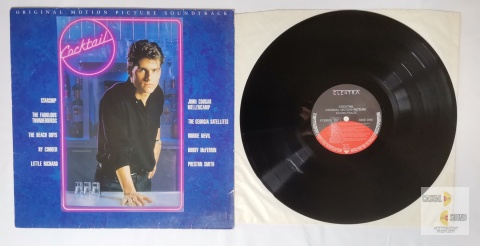 ORIGINAL MOTION PICTURE SOUNDTRACK
Cocktail
STARSHIP
THE FABULOUS
THUNDERBIRDS
THE BEACH BOYS
RY COODER
LITTLE RICHARD
JOHN COUGAR
MELLENCAMP
THE GEORGIA SATELLITES
ROBBIE NEVIL
BOBBY McFERRIN
PRESTON SMITH
ELEKTRA
COCKTAIL